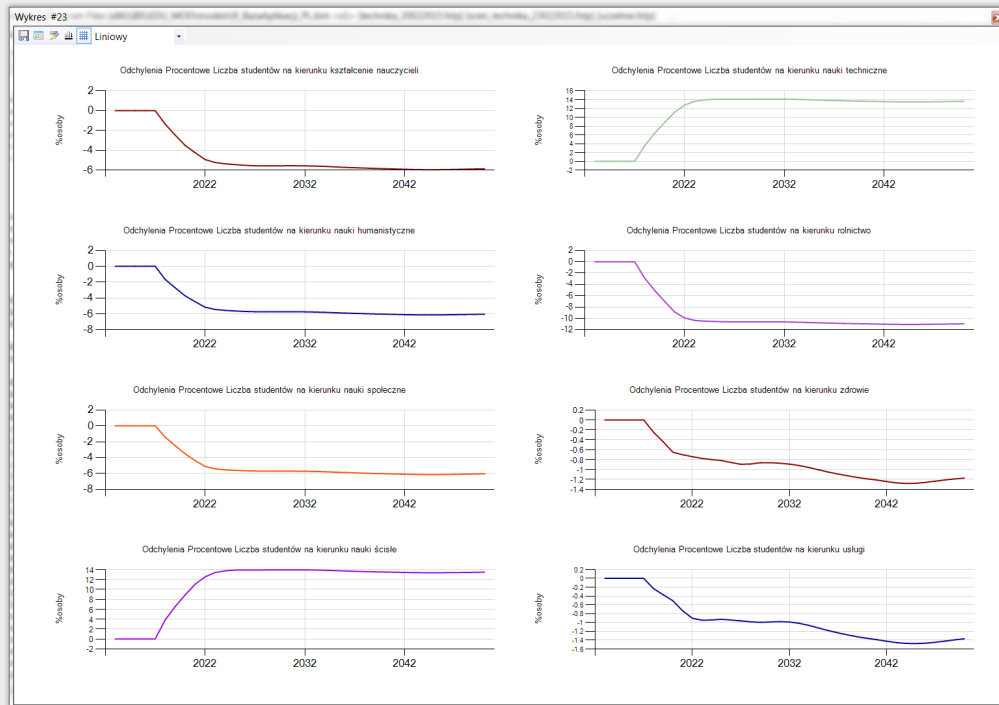 Wykres #23
Liniowy
Odchylenia Procentowe Liczba studentów na kierunku kształcenie nauczycieli
%osoby
2
0
-2
-4
-6
2022 2032 2042
Odchylenia Procentowe Liczba studentów na kierunku nauki techniczne
%osoby
16
14
12
10
8
6
4
2
0
-2
2022 2032 2042
Odchylenia Procentowe Liczba studentów na kierunku nauki humanistyczne
%osoby
2
0
-2
-4
-6
-8
2022 2032 2042
Odchylenia Procentowe Liczba studentów na kierunku rolnictwo
%osoby
2
0
-2
-4
-6
-8
-10
-12
2022 2032 2042
Odchylenia Procentowe Liczba studentów na kierunku nauki społeczne
%osoby
2
0
-2
-4
-6
-8
2022 2032 2042
Odchylenia Procentowe Liczba studentów na kierunku zdrowie
%osoby
0.2
0
-0.2
-0.4
-0.6
-0.8
-1
-1.2
-1.4
2022 2032 2042
Odchylenia Procentowe Liczba studentów na kierunku nauki ścisłe
%osoby
14
12
10
8
6
4
2
0
-2
2022 2032 2042
Odchylenia Procentowe Liczba studentów na kierunku usługi
%osoby
0.2
0
-0.2
-0.4
-0.6
-0.8
-1
-1.2
-1.4
-1.6
2022 2032 2042